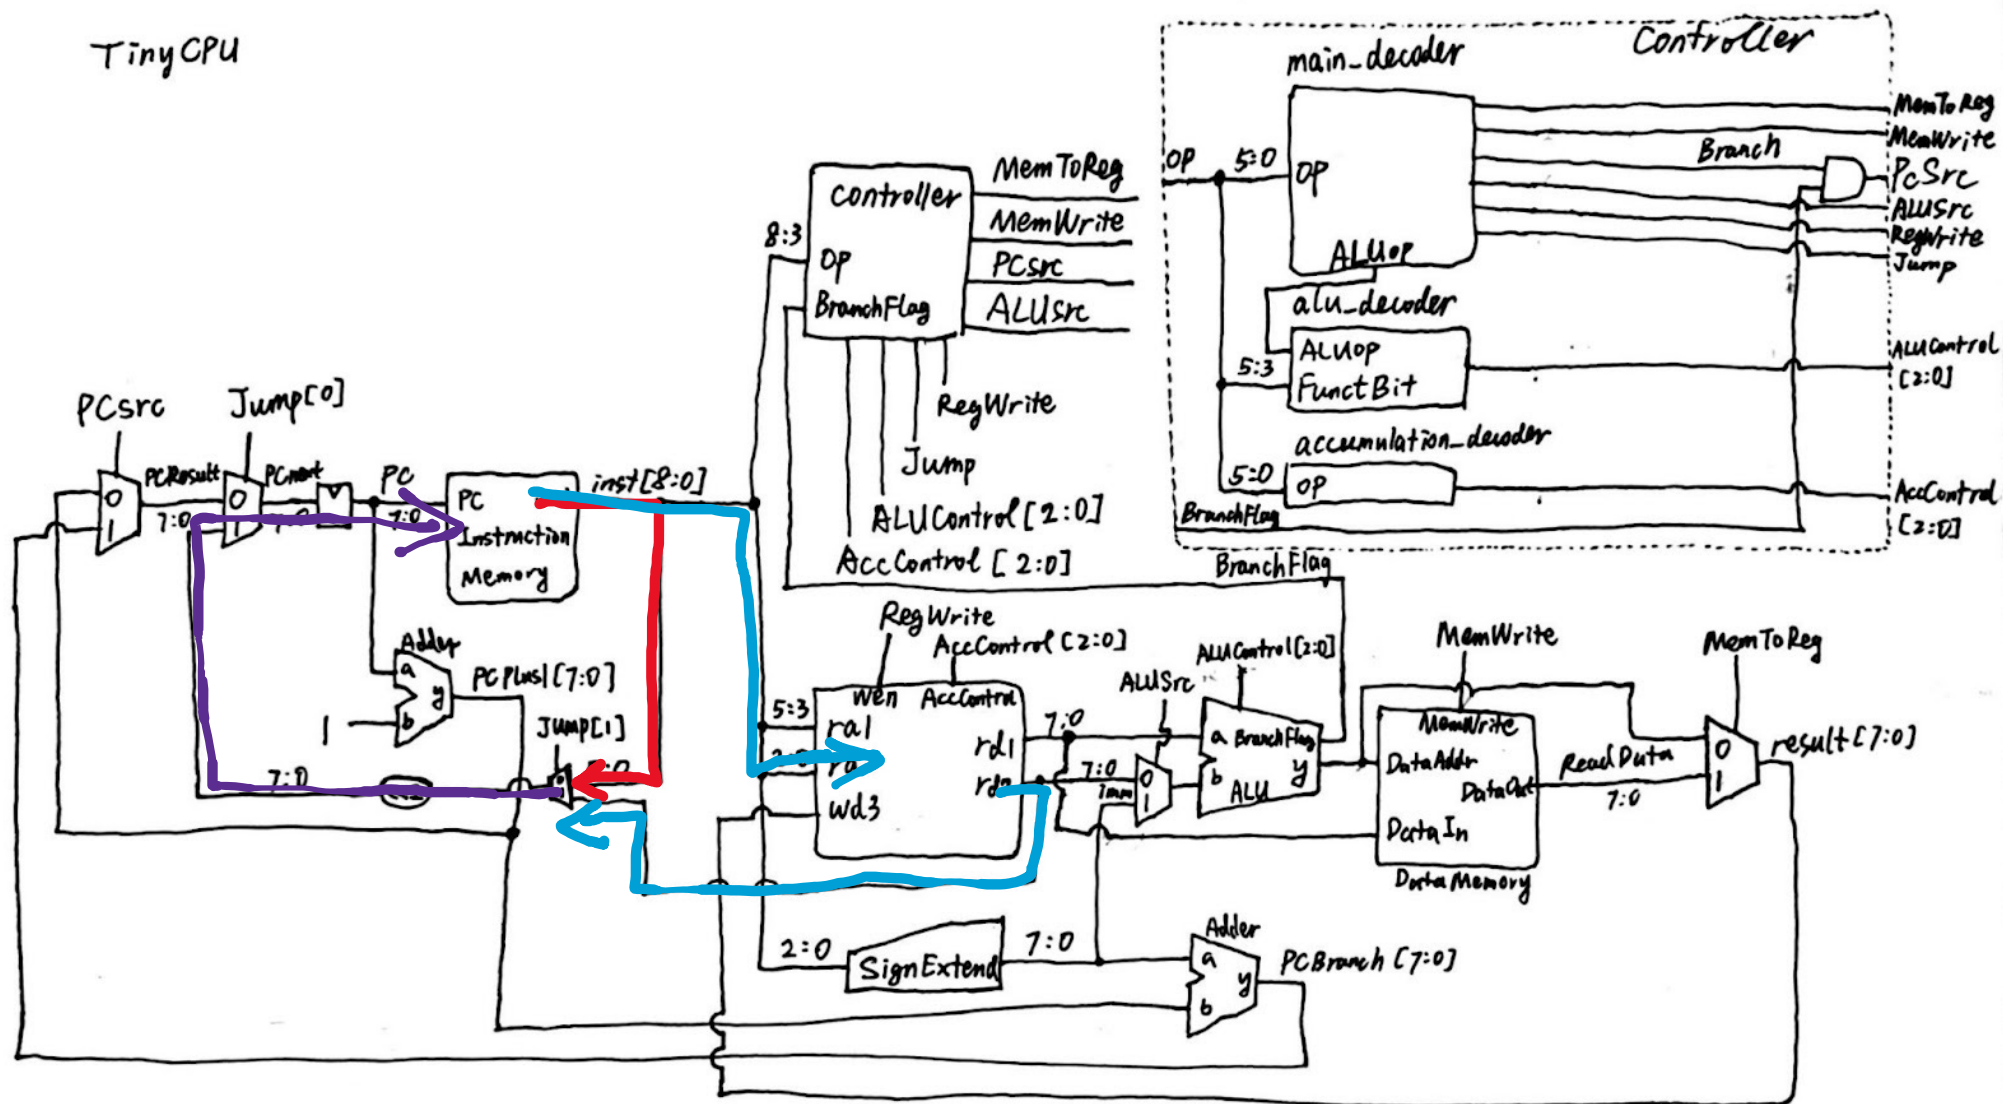 TinyCPU
Controller
main_decoder
MemToReg
MemWrite
Branch
PcSrc
ALUSrc
RegWrite
Jump
OP
5:0
OP
ALUop
alu_decoder
ALUop
5:3
FunctBit
ALUControl
[2:0]
accumulation_decoder
5:0
OP
AccControl
[2:0]
BranchFlag
controller
8:3
OP
BranchFlag
MemToReg
MemWrite
PCsrc
ALUsrc
RegWrite
Jump
ALUControl[2:0]
AccControl[2:0]
BranchFlag
PCsrc
Jump[0]
0
1
PCResult
7:0
0
PCnext
PC
7:0
PC
Instruction
Memory
inst[8:0]
Adder
a
b
y
1
PCPlus1[7:0]
Jump[1]
7:0
RegWrite
AccControl[2:0]
wen
AccControl
5:3
ra1
wd3
rd1
7:0
7:0
imm
ALUSrc
0
1
ALUControl[2:0]
a
BranchFlag
b
y
ALU
MemWrite
MemWrite
DataAddr
DataOut
DataIn
DataMemory
ReadData
7:0
MemToReg
0
1
result[7:0]
2:0
SignExtend
7:0
Adder
a
b
y
PCBranch[7:0]